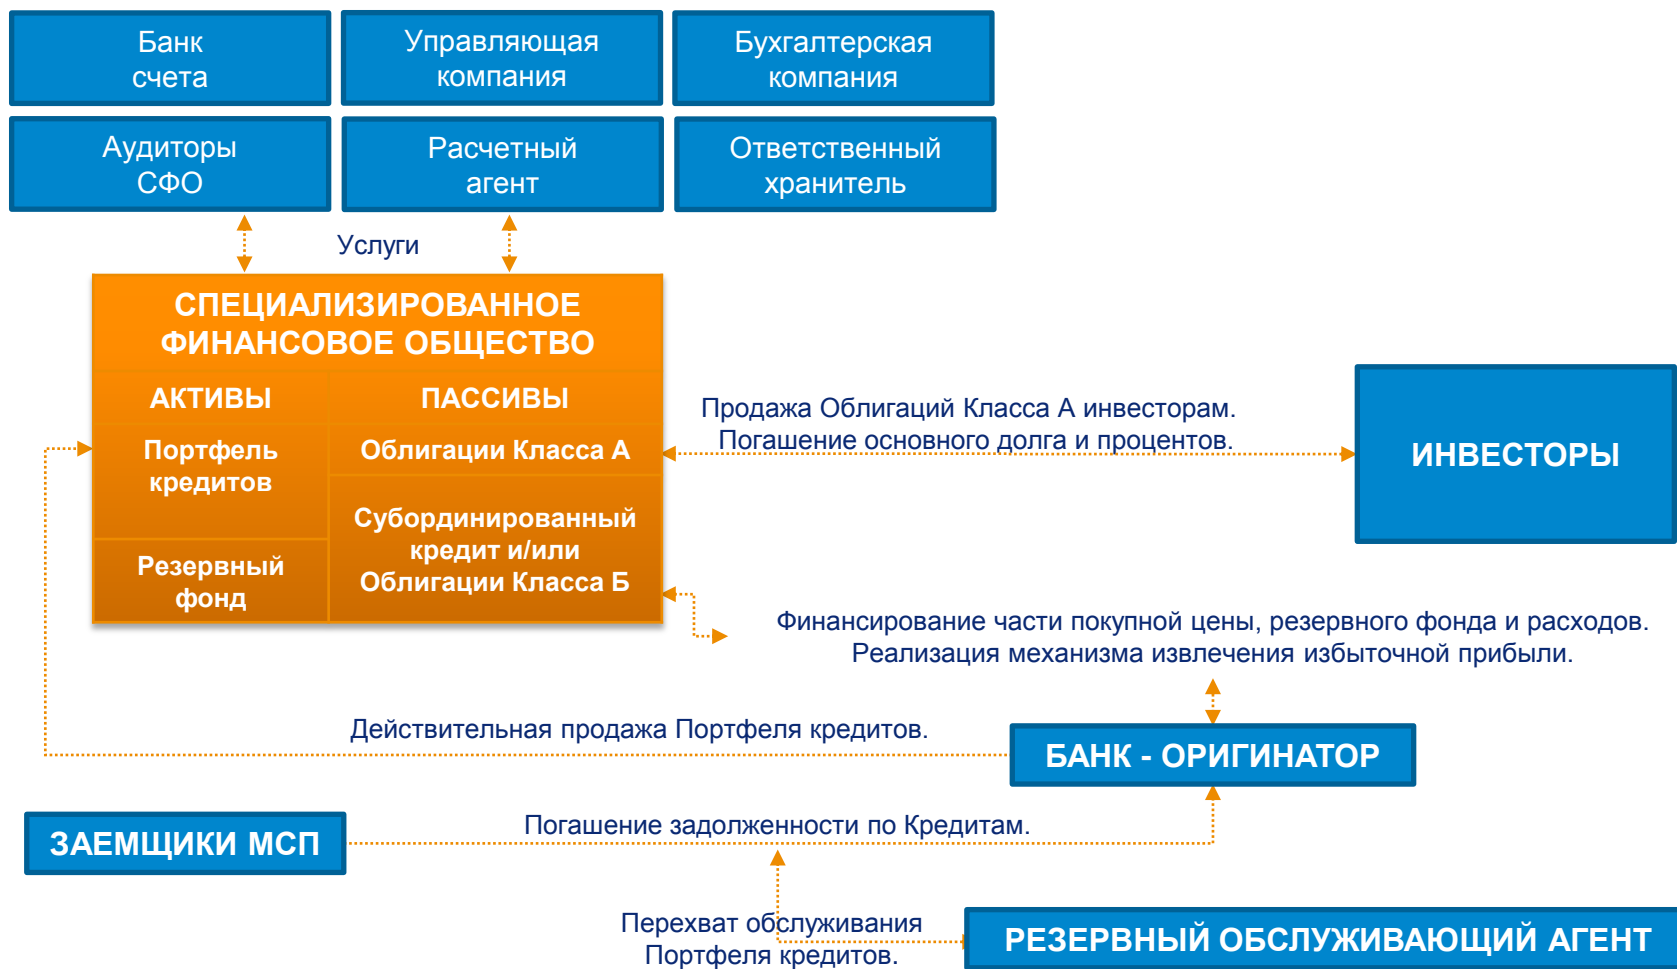 Банк
счета
Управляющая
компания
Бухгалтерская
компания
Аудиторы
СФО
Расчетный
агент
Ответственный
хранитель
Услуги
СПЕЦИАЛИЗИРОВАННОЕ
ФИНАНСОВОЕ ОБЩЕСТВО
АКТИВЫ
ПАССИВЫ
Портфель
кредитов
Облигации Класса А
Субординированный
кредит и/или
Облигации Класса Б
Резервный
фонд
Продажа Облигаций Класса А инвесторам.
Погашение основного долга и процентов.
ИНВЕСТОРЫ
Финансирование части покупной цены, резервного фонда и расходов.
Реализация механизма извлечения избыточной прибыли.
Действительная продажа Портфеля кредитов.
БАНК - ОРИГИНАТОР
ЗАЕМЩИКИ МСП
Погашение задолженности по Кредитам.
Перехват обслуживания
Портфеля кредитов.
РЕЗЕРВНЫЙ ОБСЛУЖИВАЮЩИЙ АГЕНТ